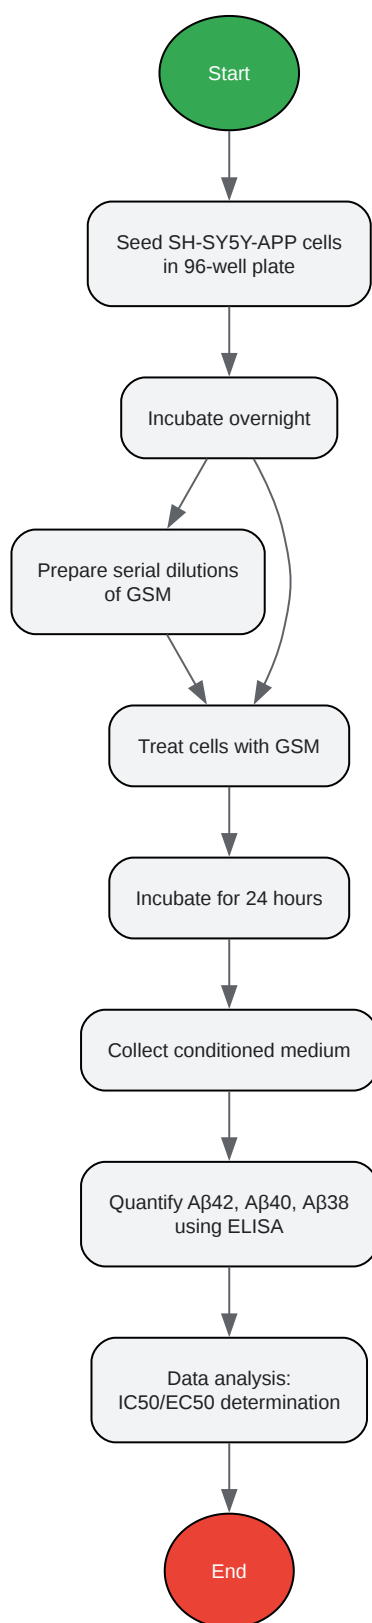 Start
Seed SH-SY5Y-APP cells
in 96-well plate
Incubate overnight
Prepare serial dilutions
of GSM
Treat cells with GSM
Incubate for 24 hours
Collect conditioned medium
Quantify Aβ42, Aβ40, Aβ38
using ELISA
Data analysis:
IC50/EC50 determination
End